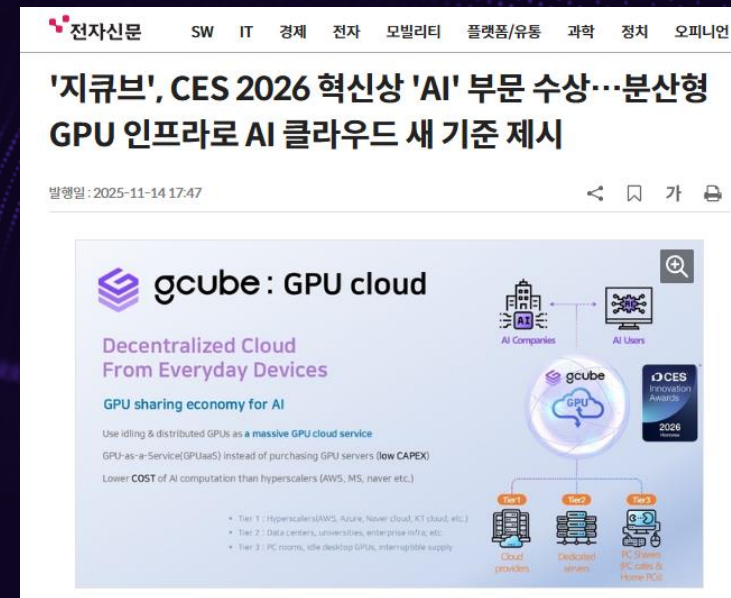 전자신문
SW IT 경제 전자 모빌리티 플랫폼/유통 과학 정치 오피니언
'지큐브', CES 2026 혁신상 'AI' 부문 수상…분산형
GPU 인프라로 AI 클라우드 새 기준 제시
발행일 : 2025-11-14 17:47
가
gcube : GPU cloud
Decentralized Cloud
From Everyday Devices
GPU sharing economy for AI
Use idling & distributed GPUs as a massive GPU cloud service
GPU-as-a-Service(GPUaaS) instead of purchasing GPU servers (low CAPEX)
Lower COST of AI computation than hyperscalers (AWS, MS, naver etc.)
• Tier 1 : Hyperscalers(AWS, Azure, Naver cloud, KT cloud, etc.)
• Tier 2 : Data centers, universities, enterprise infra, etc.
• Tier 3 : PC rooms, idle desktop GPUs, interruptible supply
AI
AI
AI Companies
AI Users
gcube
GPU
CES
Innovation
Awards
2026
Honoree
Tier1
Tier2
Tier3
Cloud
providers
Dedicated
servers
PC Sharers
(PC cafes &
Home PCs)